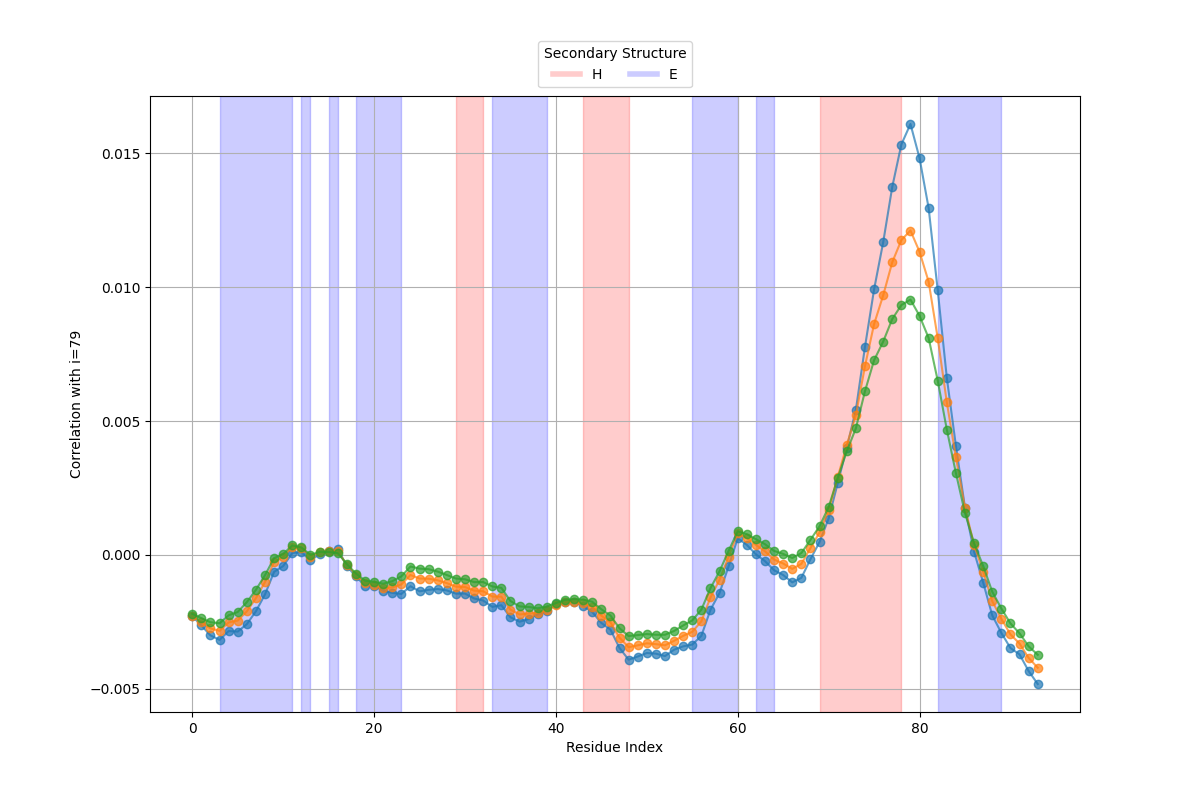 Secondary Structure
H E
0.015
0.010
0.005
0.000
−0.005
Correlation with i=79
0 20 40 60 80
Residue Index